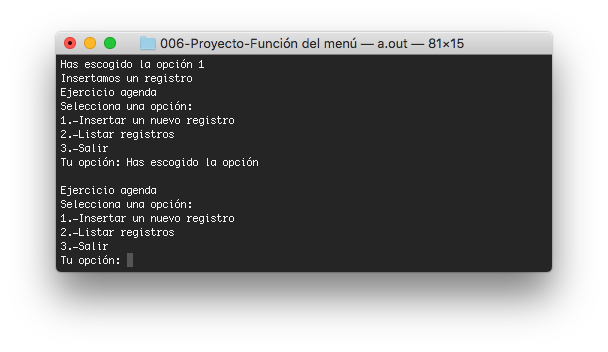 006-Proyecto-Función del menú — a.out — 81×15
Has escogido la opción 1
Insertamos un registro
Ejercicio agenda
Selecciona una opción:
1.-Insertar un nuevo registro
2.-Listar registros
3.-Salir
Tu opción: Has escogido la opción
Ejercicio agenda
Selecciona una opción:
1.-Insertar un nuevo registro
2.-Listar registros
3.-Salir
Tu opción: